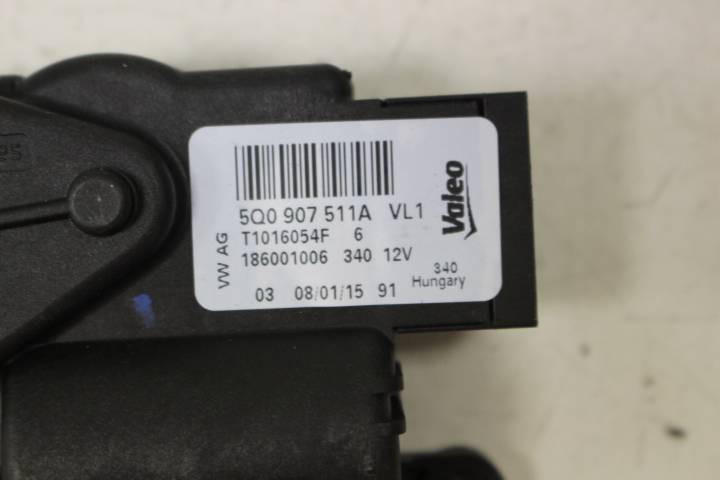 5Q0 907 511A VL1
T1016054F 6
186001006 340 12V
03 08/01/15 91
VW AG
Valeo
340
Hungary